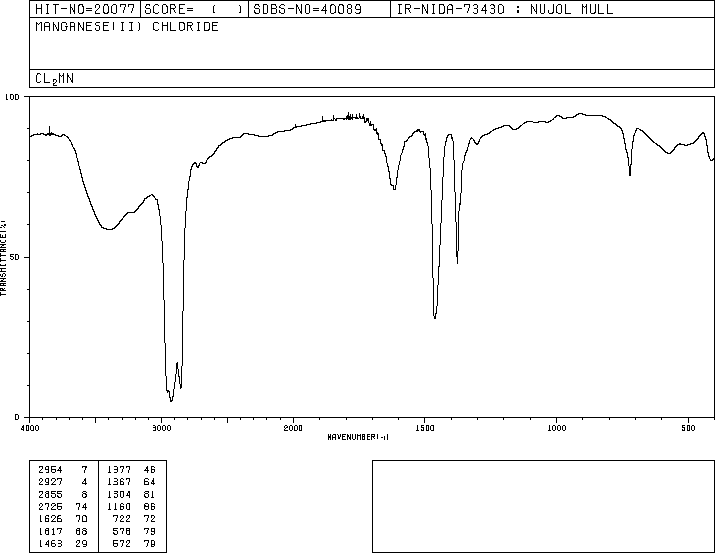 HIT-NO=20077 SCORE= ( ) SDBS-NO=40089 IR-NIDA-73430 : NUJOL MULL
MANGANESE(II) CHLORIDE
CL2MN
100
50
0
TRANSMITTANCE(%)
4000 3000 2000 1500 1000 500
WAVENUMBER(-1)
2954 7 1377 46
2927 4 1367 64
2855 8 1304 81
2725 74 1160 86
1626 70 722 72
1617 68 578 79
1463 29 572 79